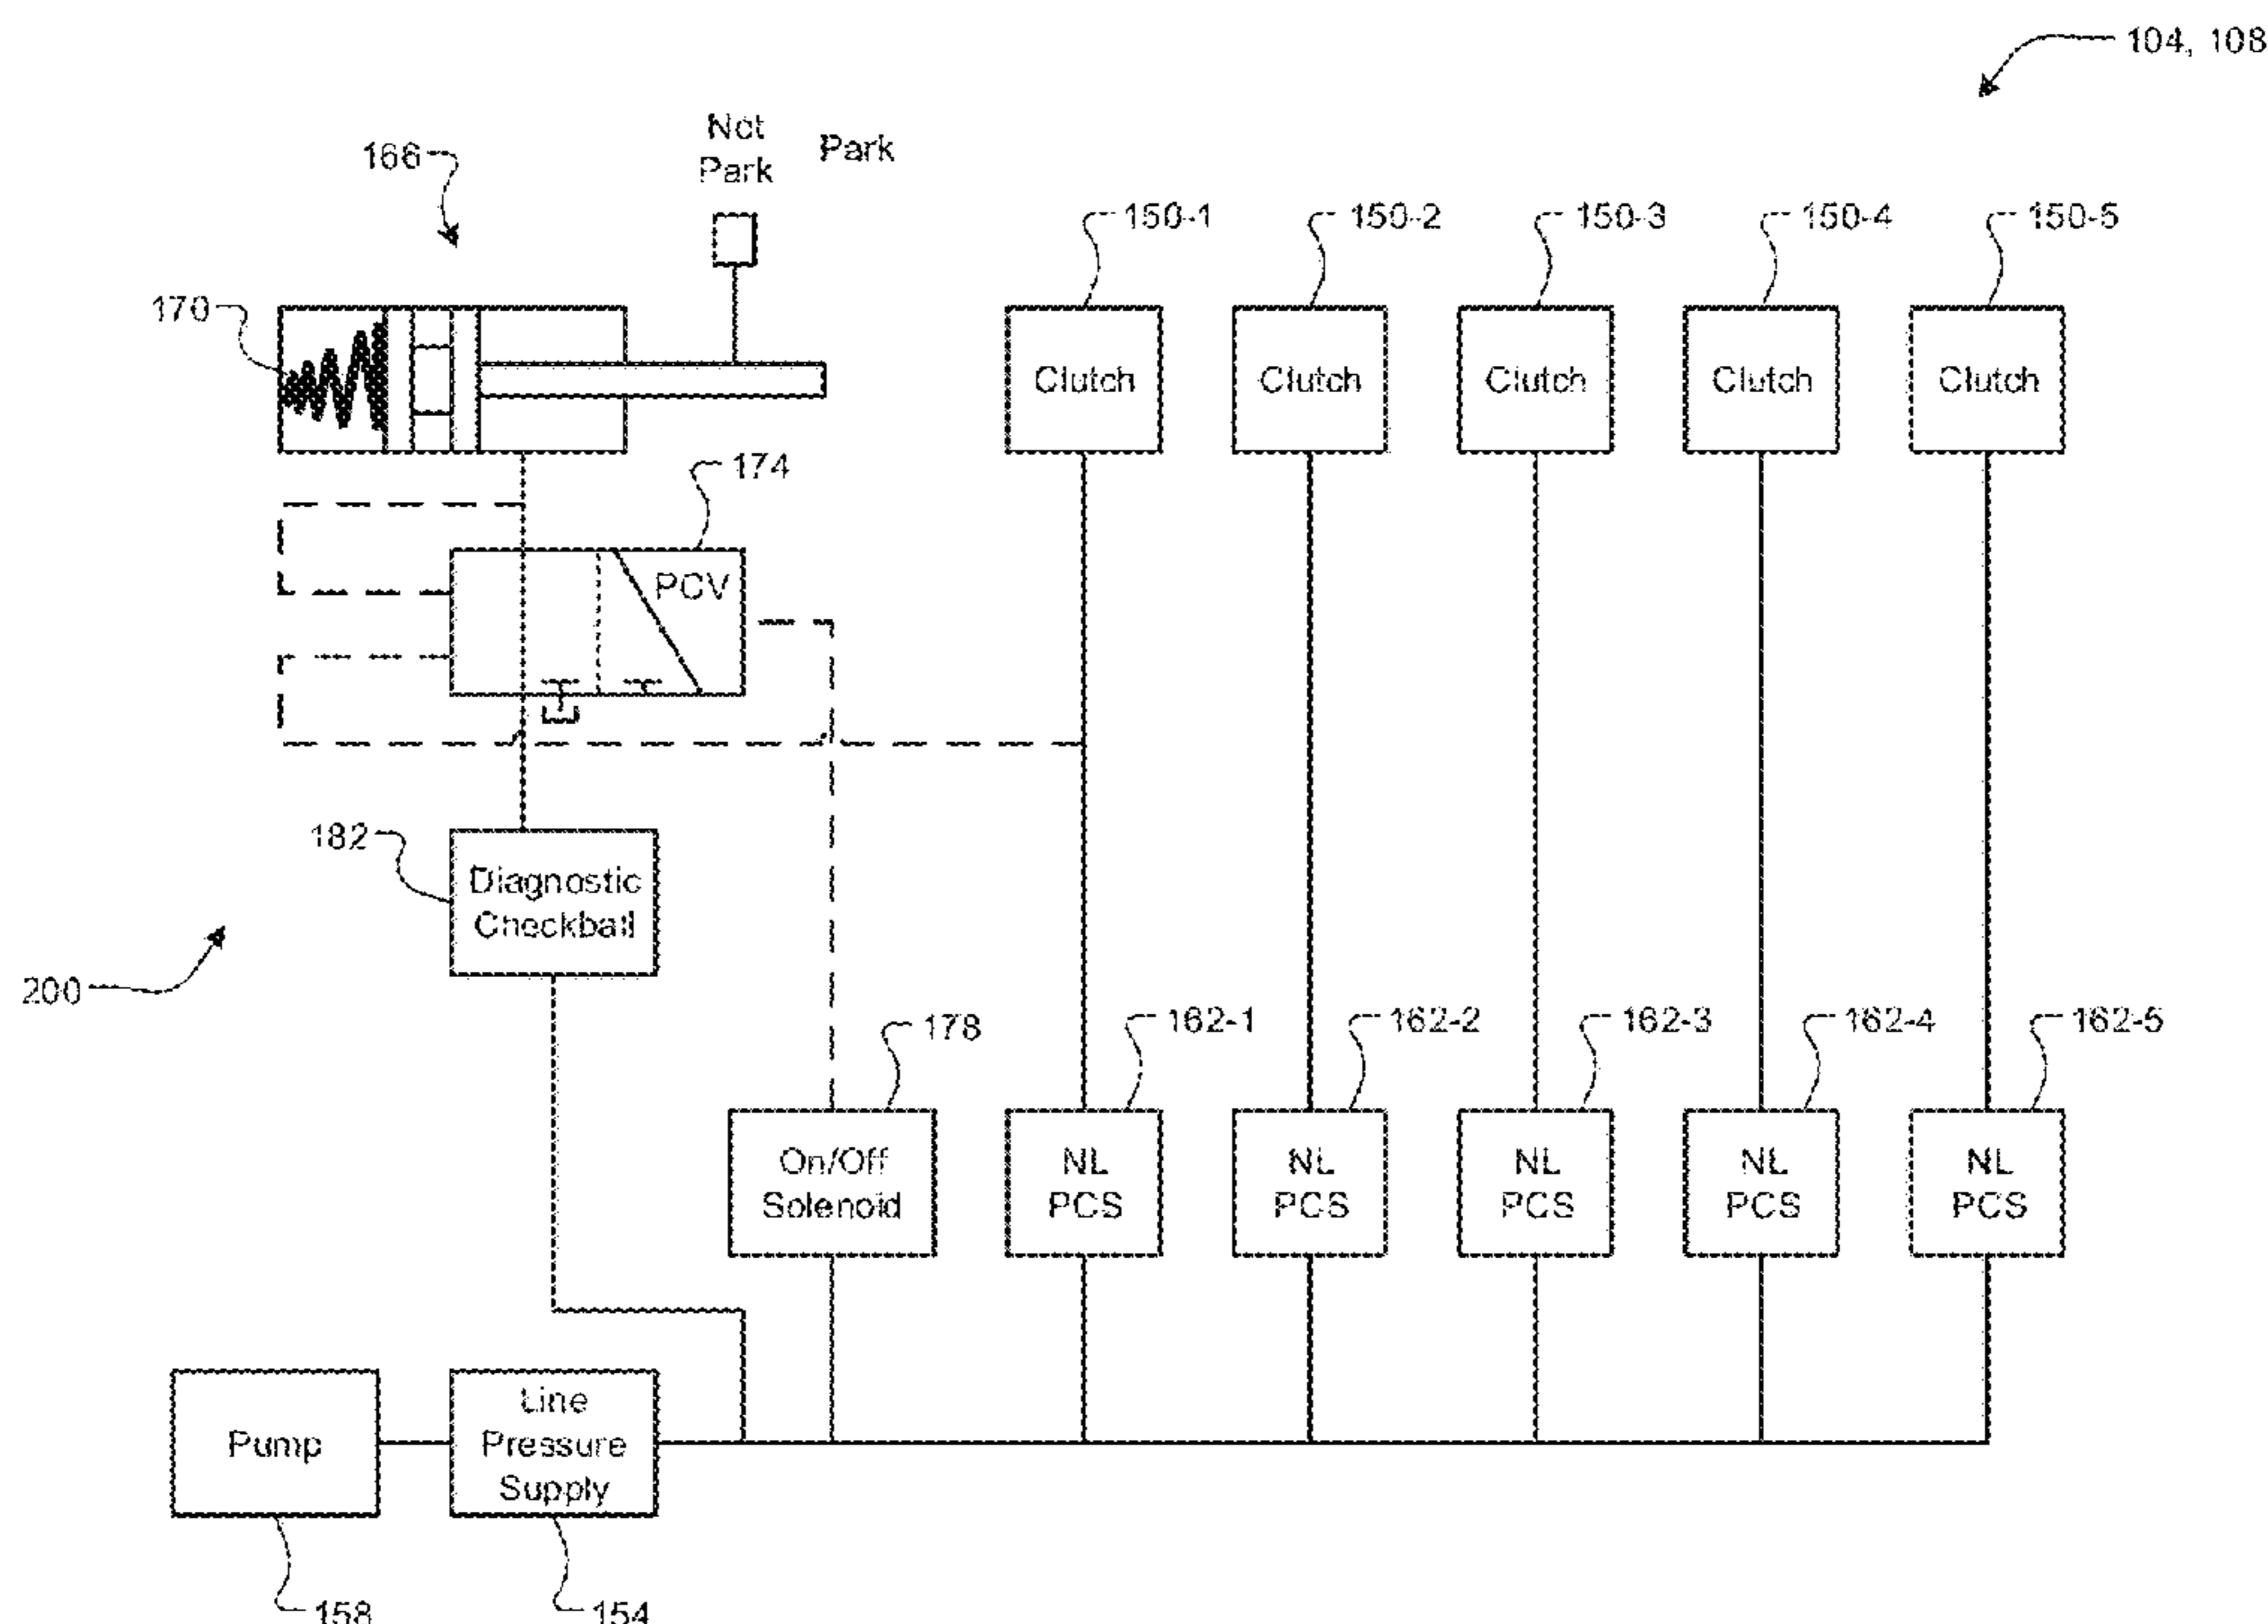 104, 108
Not
Park
Park
166
150-1
150-2
150-3
150-4
150-5
170
Clutch
Clutch
Clutch
Clutch
Clutch
174
PCV
182
Diagnostic
Checkball
200
178
162-1
162-2
162-3
162-4
162-5
On/Off
Solenoid
NL
PCS
NL
PCS
NL
PCS
NL
PCS
NL
PCS
Pump
Line
Pressure
Supply
158
154